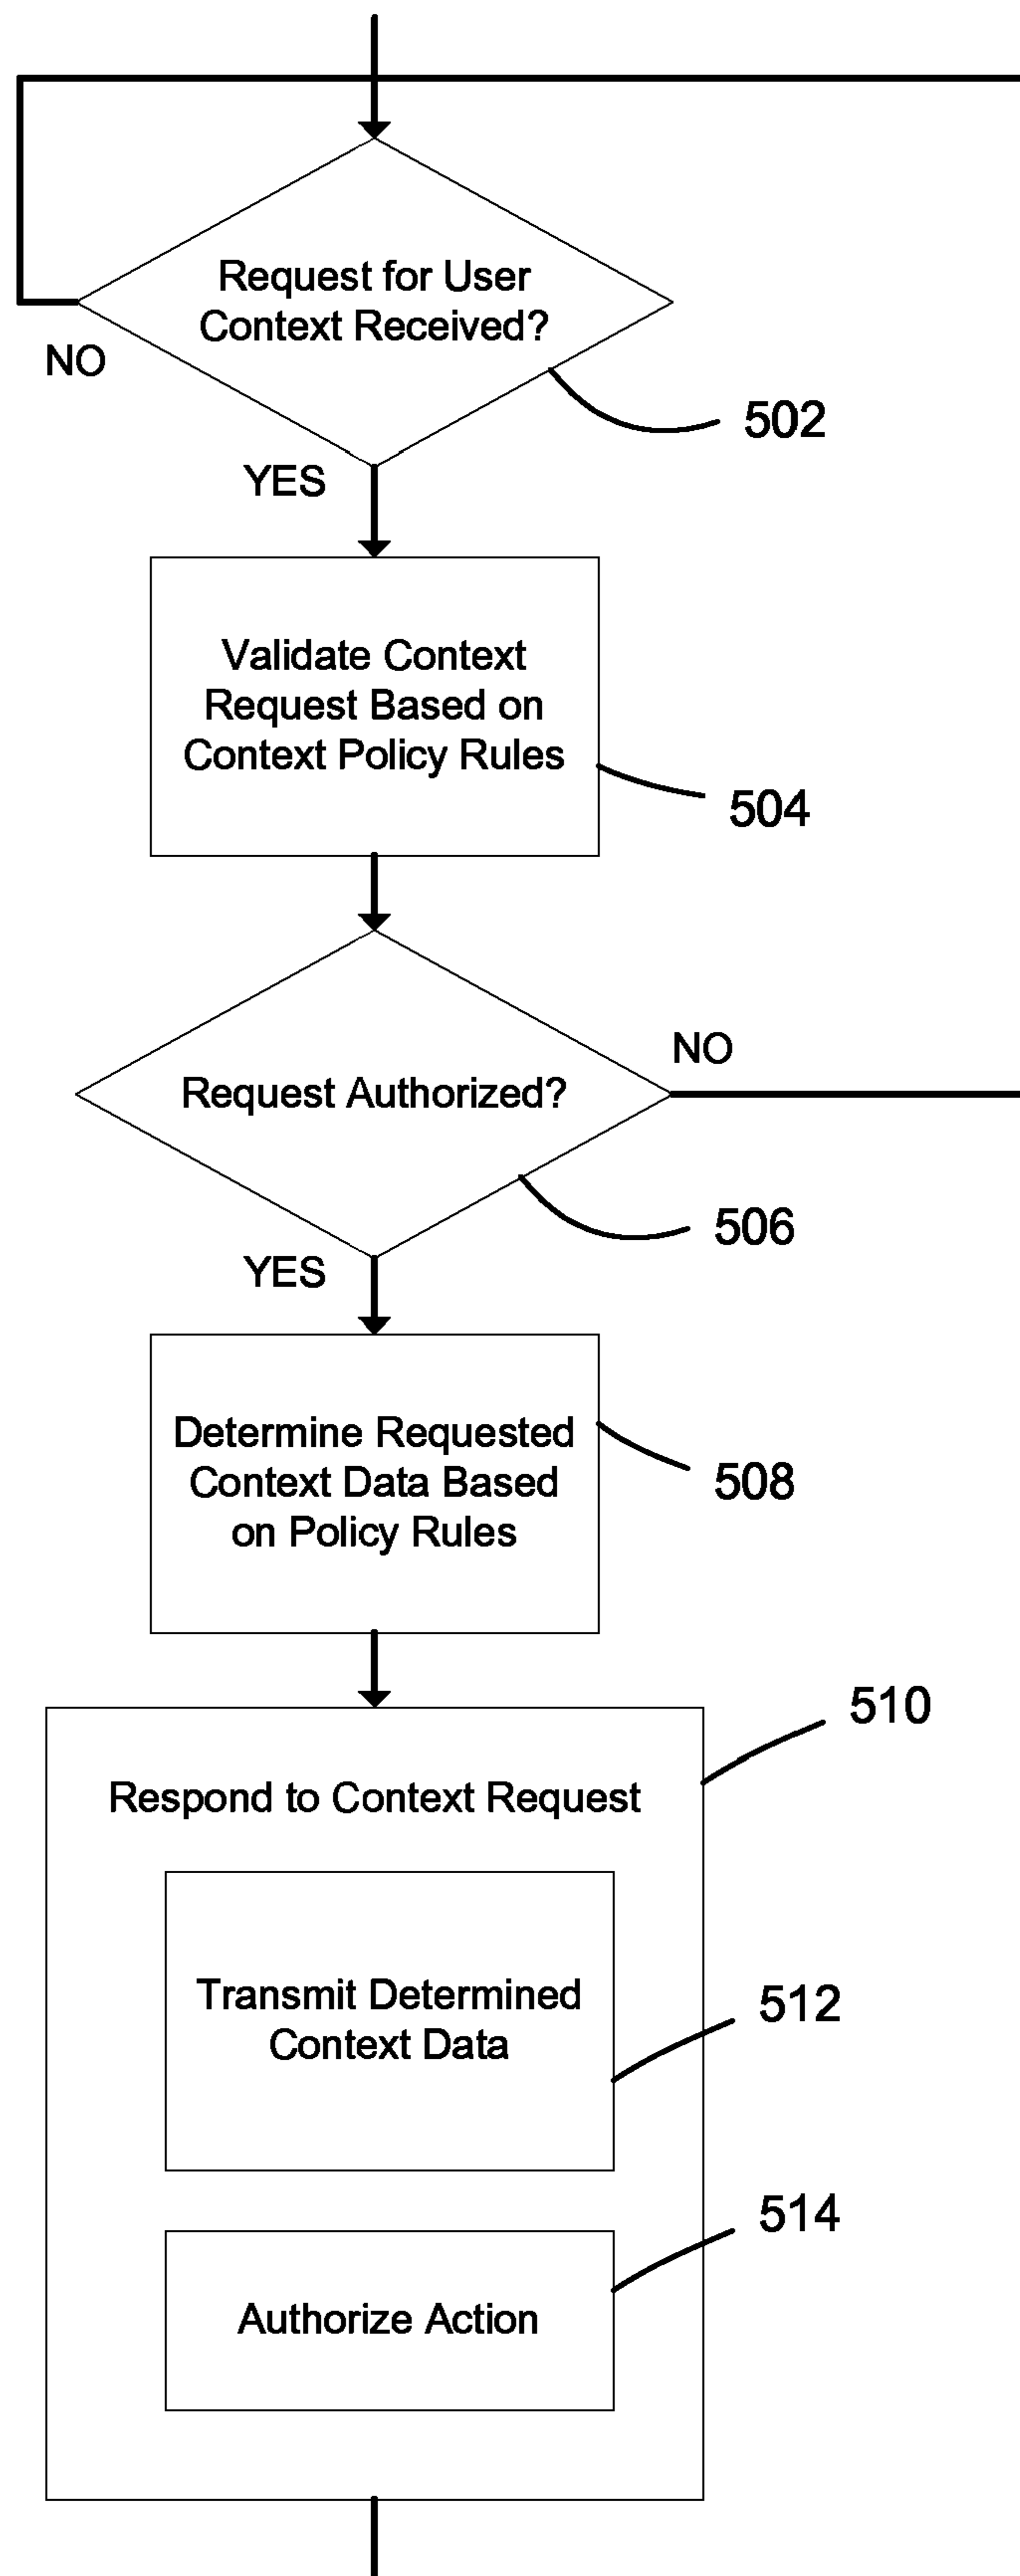 Request for User
Context Received?
NO
502
YES
Validate Context
Request Based on
Context Policy Rules
504
NO
Request Authorized?
506
YES
Determine Requested
Context Data Based
on Policy Rules
508
510
Respond to Context Request
Transmit Determined
Context Data
512
514
Authorize Action